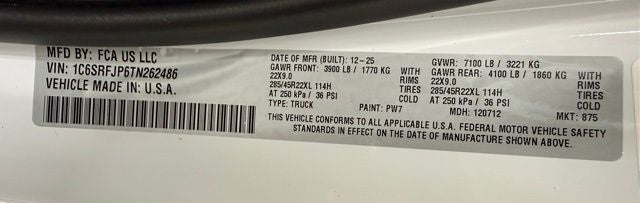 MFD BY: FCA US LLC
VIN: 1C6SRFJP6TN262486
VEHICLE MADE IN: U.S.A.
DATE OF MFR (BUILT): 12-25
GAWR FRONT: 3900 LB / 1770 KG WITH
22X9.0 RIMS
285/45R22XL 114H TIRES
AT 250 kPa / 36 PSI COLD
TYPE: TRUCK PAINT: PW7
GVWR: 7100 LB / 3221 KG
GAWR REAR: 4100 LB / 1860 KG WITH
22X9.0 RIMS
285/45R22XL 114H TIRES
AT 250 kPa / 36 PSI COLD
MDH: 120712 MKT: 875
THIS VEHICLE CONFORMS TO ALL APPLICABLE U.S.A. FEDERAL MOTOR VEHICLE SAFETY
STANDARDS IN EFFECT ON THE DATE OF MANUFACTURE SHOWN ABOVE.